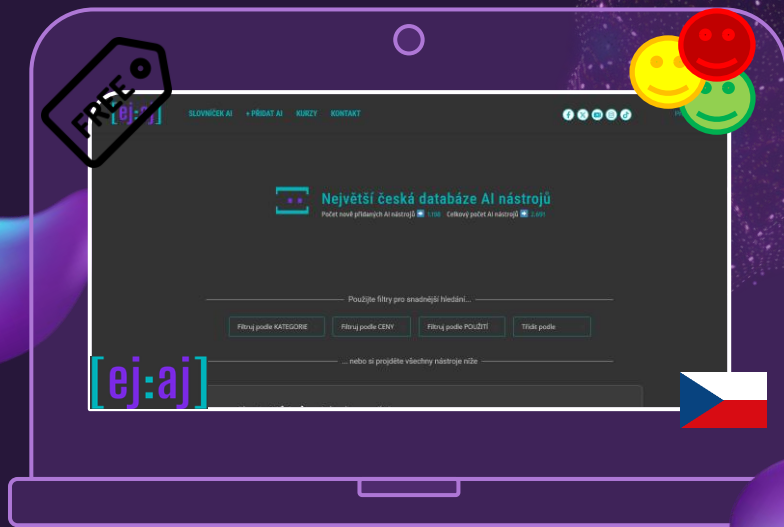 FREE
[ej:aj]
SLOVNÍČEK AI + PŘIDAT AI KURZY KONTAKT
Největší česká databáze AI nástrojů
Počet nově přidaných AI nástrojů Celkový počet AI nástrojů
Použijte filtry pro snadnější hledání...
Filtruj podle KATEGORIE Filtruj podle CENY Filtruj podle POUŽITÍ Třídit podle
... nebo si projděte všechny nástroje níže
[ej:aj]